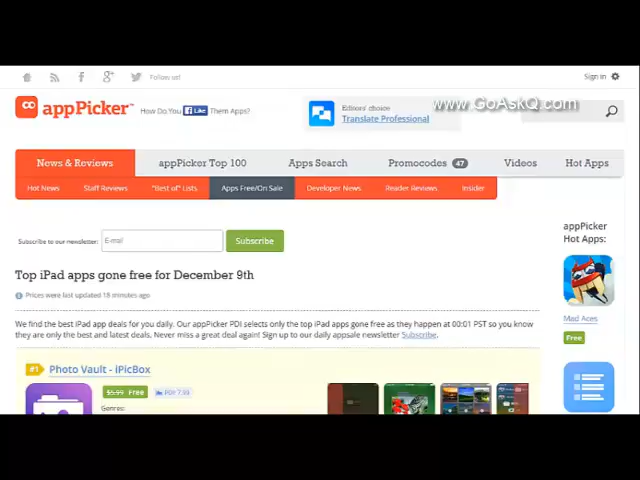 Follow us!
Sign in
appPicker™
How Do You Like Them Apps?
Editors' choice
Translate Professional
www.GoAskQ.com
News & Reviews
appPicker Top 100
Apps Search
Promocodes 47
Videos
Hot Apps
Hot News
Staff Reviews
"Best of" Lists
Apps Free/On Sale
Developer News
Reader Reviews
Insider
Subscribe to our newsletter:
E-mail
Subscribe
appPicker
Hot Apps:
Top iPad apps gone free for December 9th
Prices were last updated 18 minutes ago
Mad Aces
Free
We find the best iPad app deals for you daily. Our appPicker PDI selects only the top iPad apps gone free as they happen at 00:01 PST so you know
they are only the best and latest deals. Never miss a great deal again! Sign up to our daily appsale newsletter Subscribe.
#1 Photo Vault - iPicBox
$5.99 Free
PDI* 7.99
Genres: